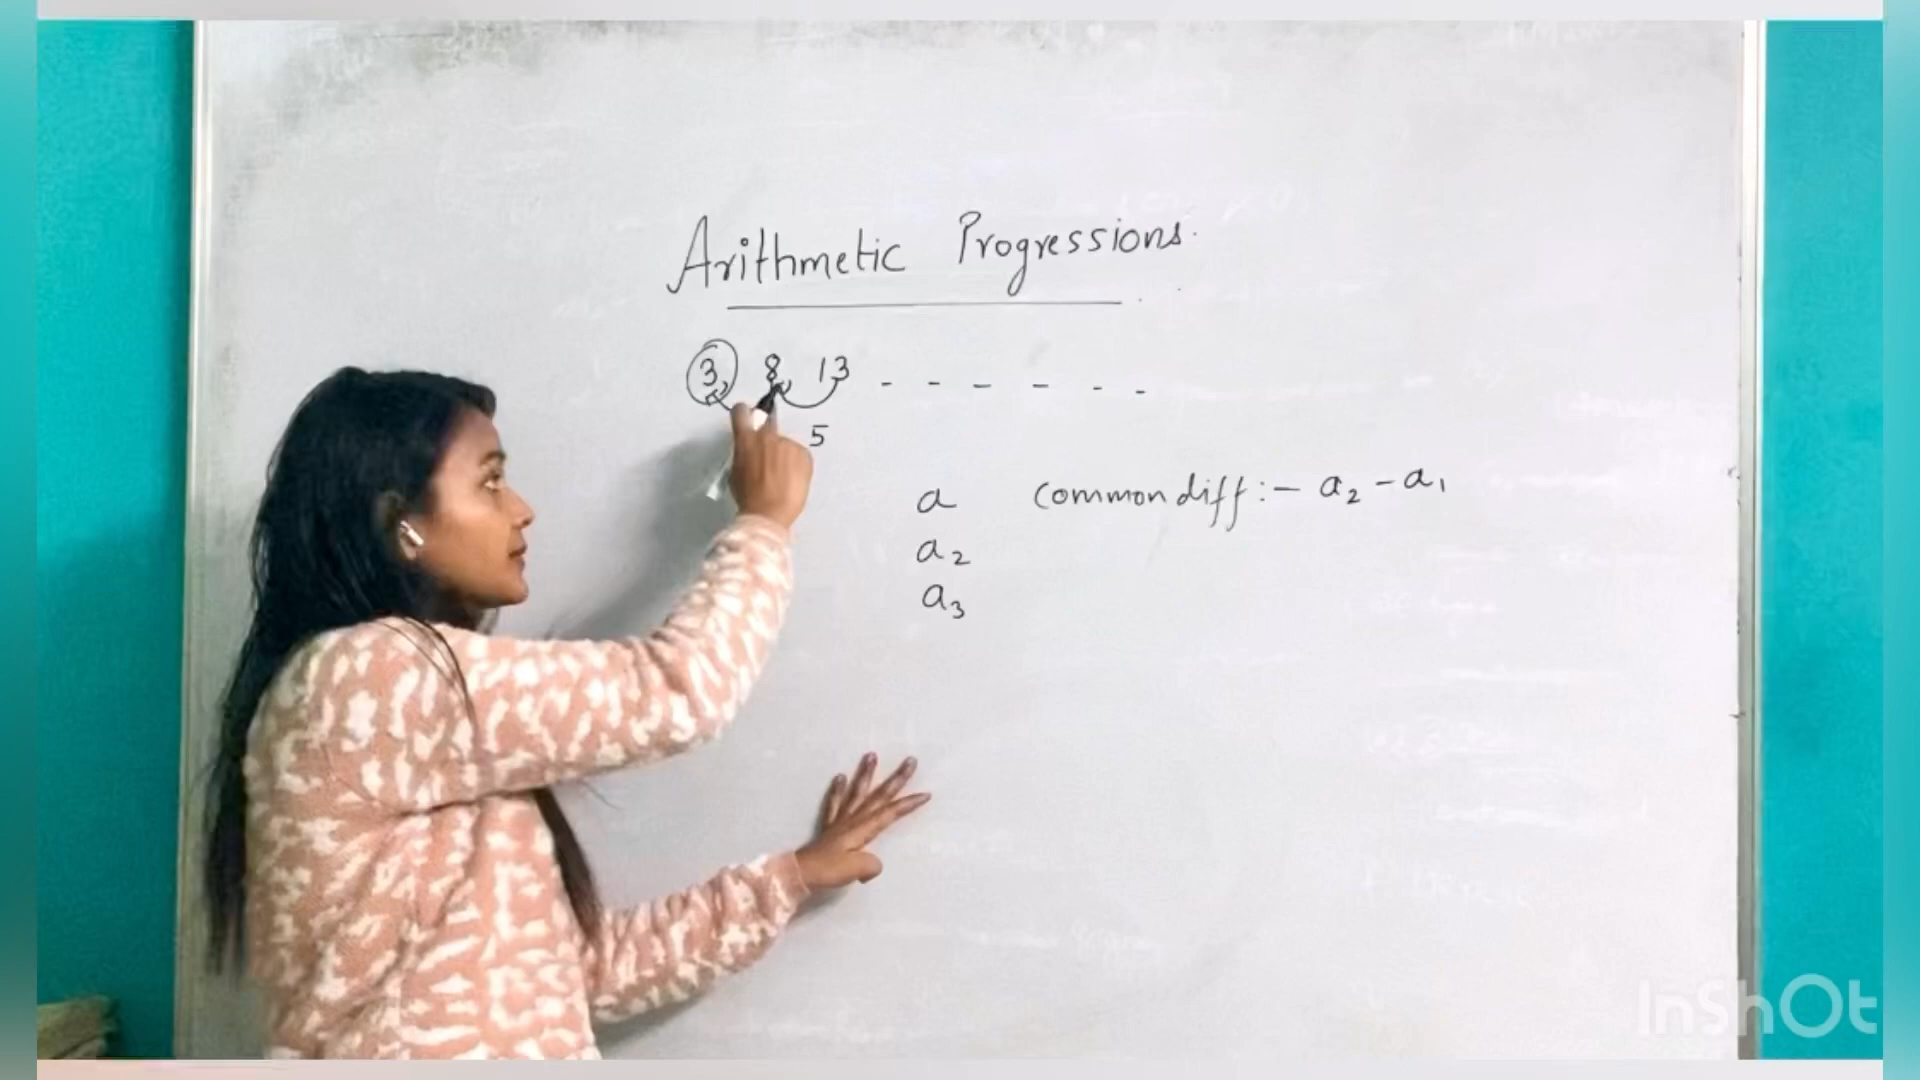 Arithmetic Progressions.
3 8 13 - - - - - -
5
a common diff :- a₂ - a₁
a₂
a₃
InShOt